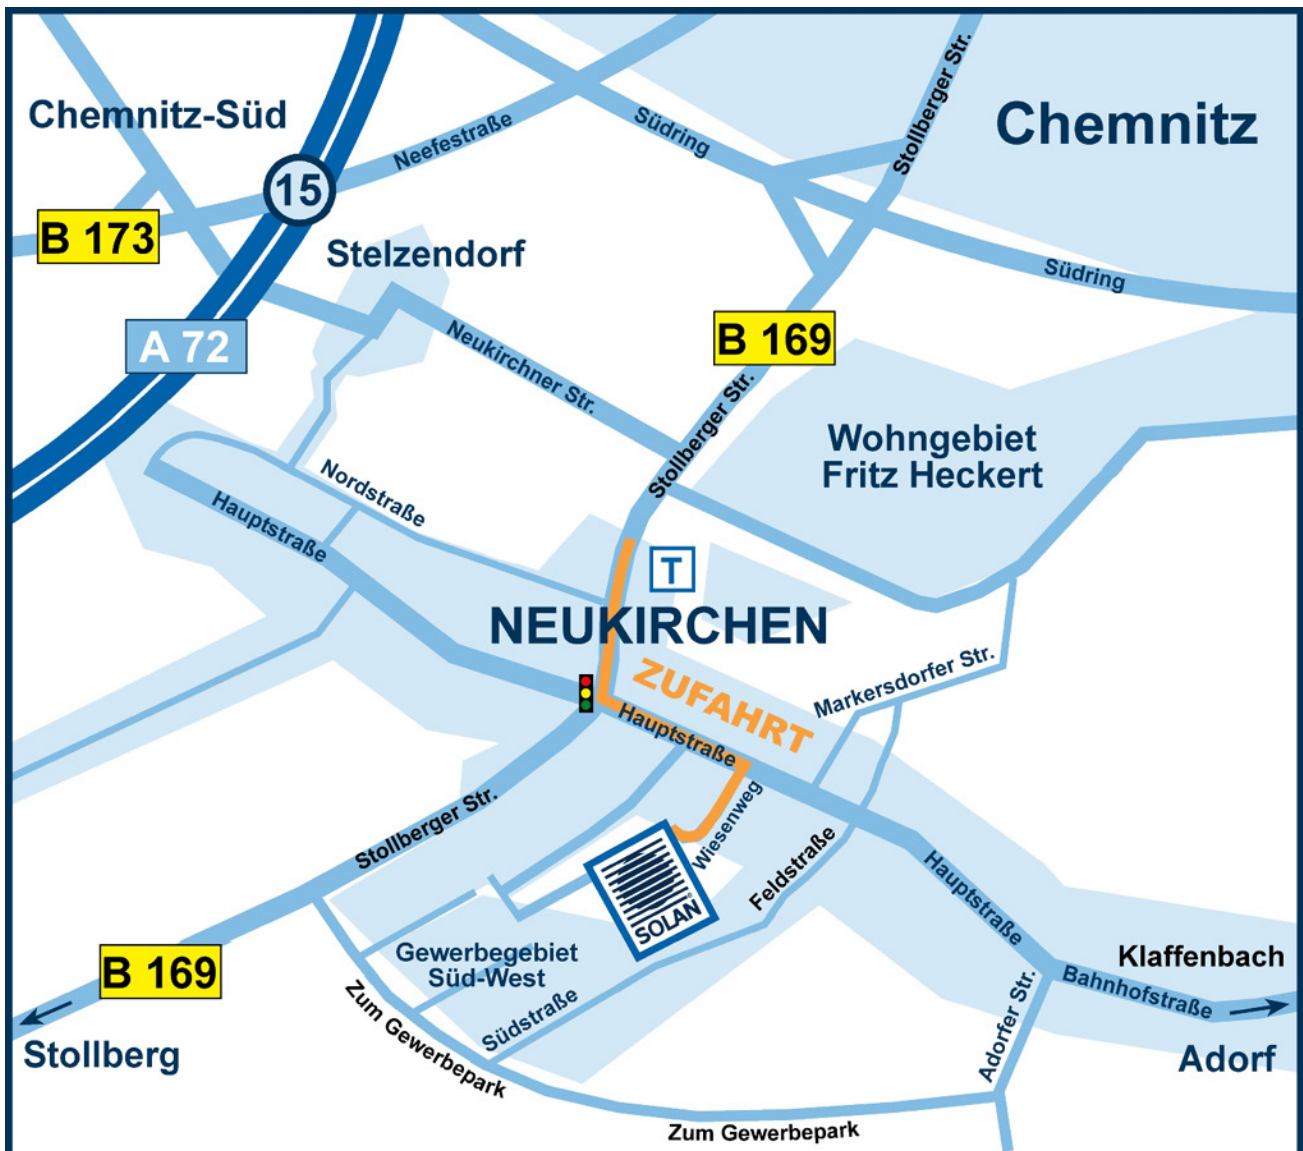 Chemnitz-Süd
Neefestraße
Südring
Stollberger Str.
Chemnitz
15
B 173
Stelzendorf
Südring
A 72
Neukirchner Str.
B 169
Stollberger Str.
Wohngebiet
Fritz Heckert
Nordstraße
Hauptstraße
T
NEUKIRCHEN
ZUFAHRT
Markersdorfer Str.
Hauptstraße
Stollberger Str.
Wiesenweg
Feldstraße
SOLAN
®
Hauptstraße
Gewerbegebiet
Süd-West
Klaffenbach
Bahnhofstraße
B 169
Zum Gewerbepark
Südstraße
Adorfer Str.
Stollberg
Adorf
Zum Gewerbepark